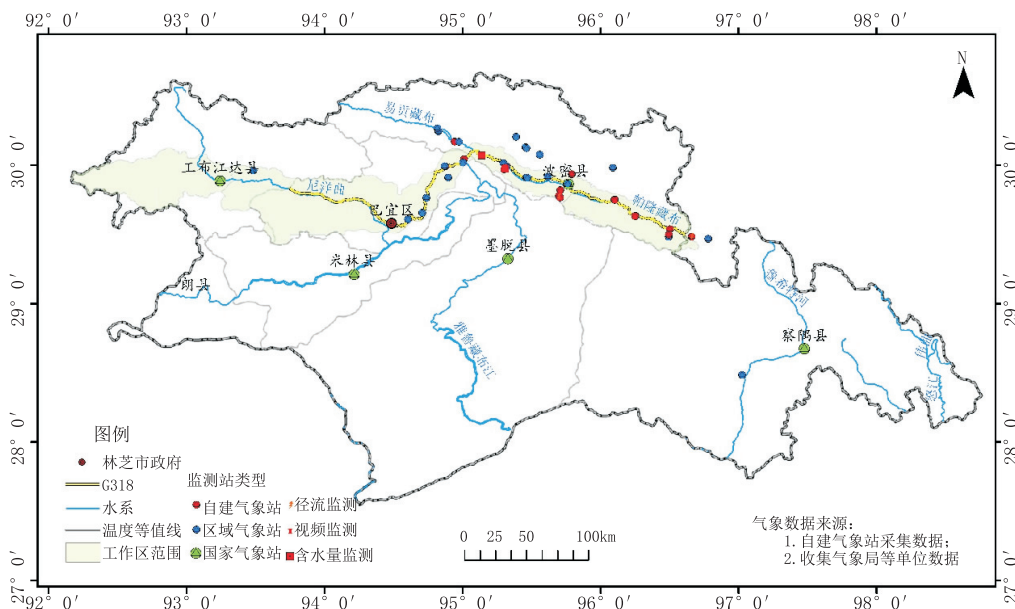 92° 0′ 93° 0′ 94° 0′ 95° 0′ 96° 0′ 97° 0′ 98° 0′
N
易贡藏布
30° 0′
30° 0′
工布江达县
波密县
尼洋曲
巴宜区
帕隆藏布
墨脱县
米林县
朗县
29° 0′
29° 0′
察隅县
雅鲁藏布江
怒江
28° 0′
28° 0′
图例
林芝市政府
G318
水系
温度等值线
工作区范围
监测站类型
自建气象站
区域气象站
国家气象站
径流监测
视频监测
含水量监测
0 25 50 100km
气象数据来源：
1. 自建气象站采集数据；
2. 收集气象局等单位数据
27° 0′
27° 0′
92° 0′ 93° 0′ 94° 0′ 95° 0′ 96° 0′ 97° 0′ 98° 0′